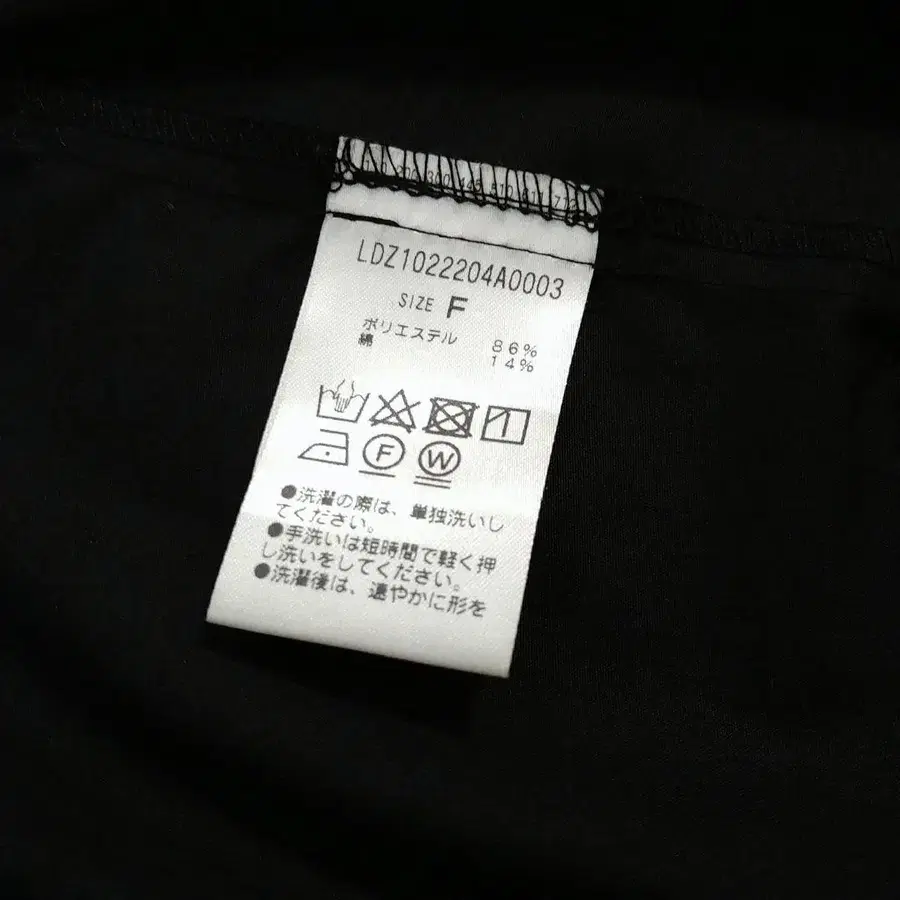 LDZ1022204A0003
SIZE F
ポリエステル 86%
綿 14%
F
W
●洗濯の際は、単独洗いし
てください。
●手洗いは短時間で軽く押
し洗いをしてください。
●洗濯後は、速やかに形を